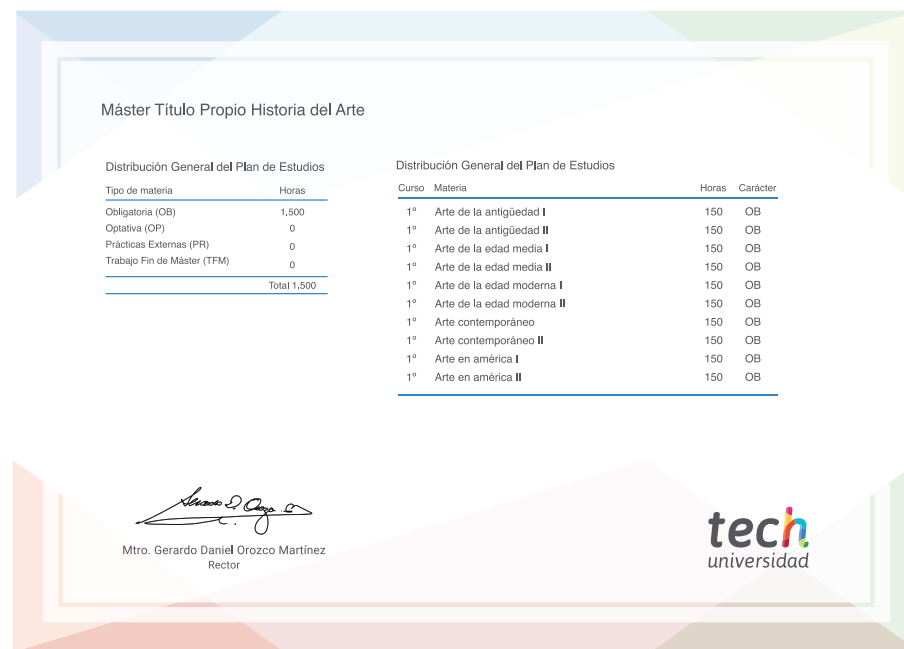 Máster Título Propio Historia del Arte
Distribución General del Plan de Estudios
Tipo de materia Horas
Obligatoria (OB) 1.500
Optativa (OP) 0
Prácticas Externas (PR) 0
Trabajo Fin de Máster (TFM) 0
Total 1.500
Distribución General del Plan de Estudios
Curso Materia Horas Carácter
1º Arte de la antigüedad I 150 OB
1º Arte de la antigüedad II 150 OB
1º Arte de la edad media I 150 OB
1º Arte de la edad media II 150 OB
1º Arte de la edad moderna I 150 OB
1º Arte de la edad moderna II 150 OB
1º Arte contemporáneo 150 OB
1º Arte contemporáneo II 150 OB
1º Arte en américa I 150 OB
1º Arte en américa II 150 OB
Mtro. Gerardo Daniel Orozco Martínez
Rector
tech
universidad